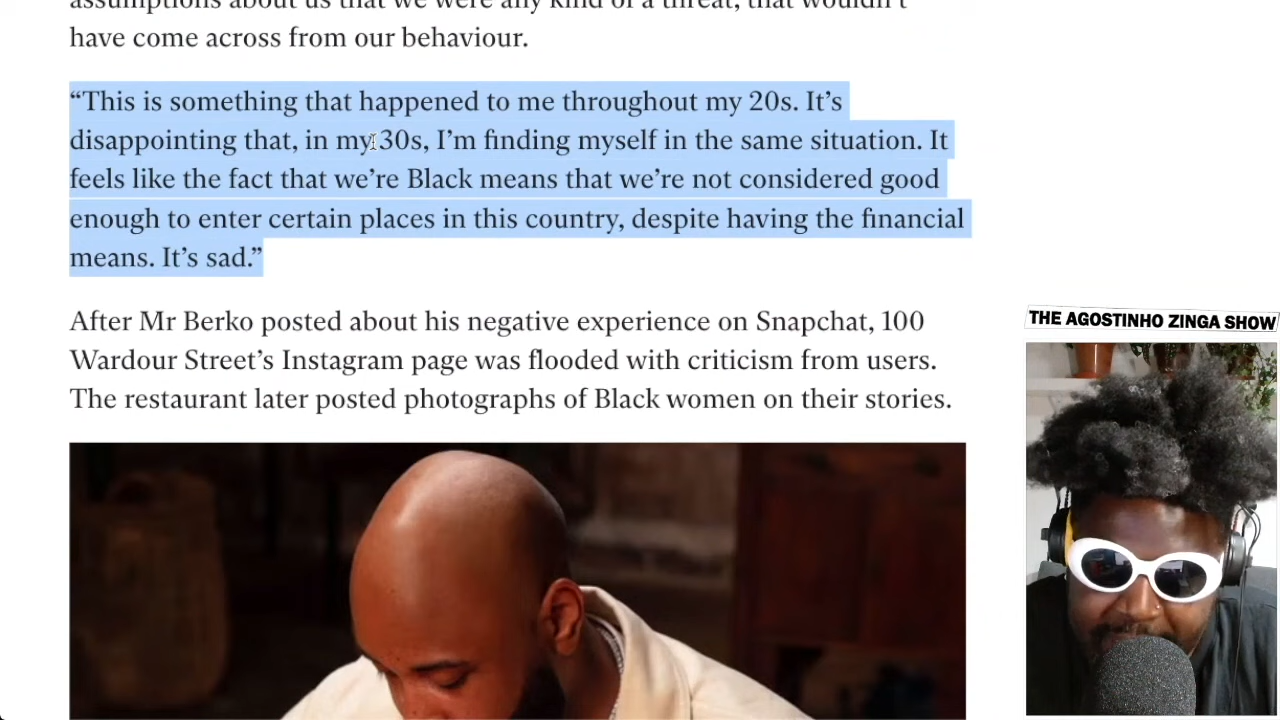 assumptions about us that we were any kind of a threat, that wouldn't
have come across from our behaviour.
“This is something that happened to me throughout my 20s. It’s
disappointing that, in my 30s, I’m finding myself in the same situation. It
feels like the fact that we’re Black means that we’re not considered good
enough to enter certain places in this country, despite having the financial
means. It’s sad.”
After Mr Berko posted about his negative experience on Snapchat, 100
Wardour Street’s Instagram page was flooded with criticism from users.
The restaurant later posted photographs of Black women on their stories.
THE AGOSTINHO ZINGA SHOW